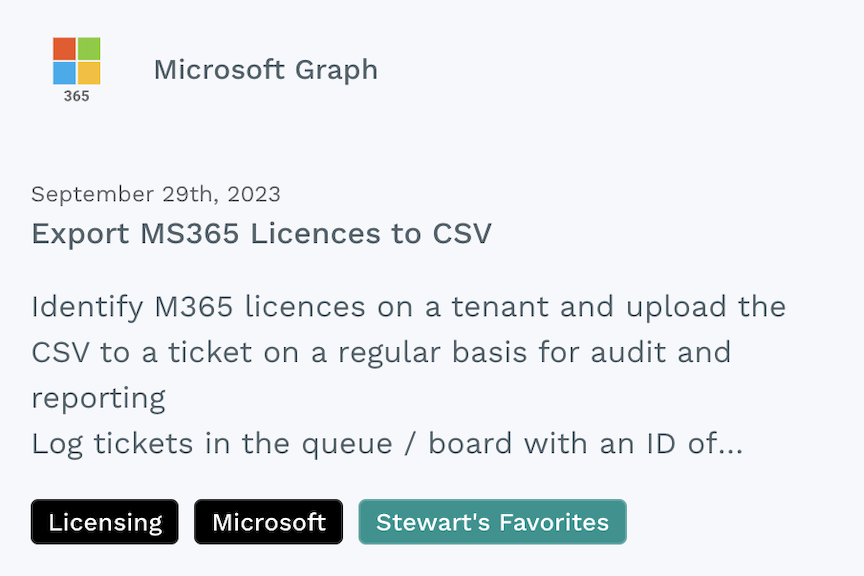 365
Microsoft Graph
September 29th, 2023
Export MS365 Licences to CSV
Identify M365 licences on a tenant and upload the
CSV to a ticket on a regular basis for audit and
reporting
Log tickets in the queue / board with an ID of...
Licensing
Microsoft
Stewart's Favorites